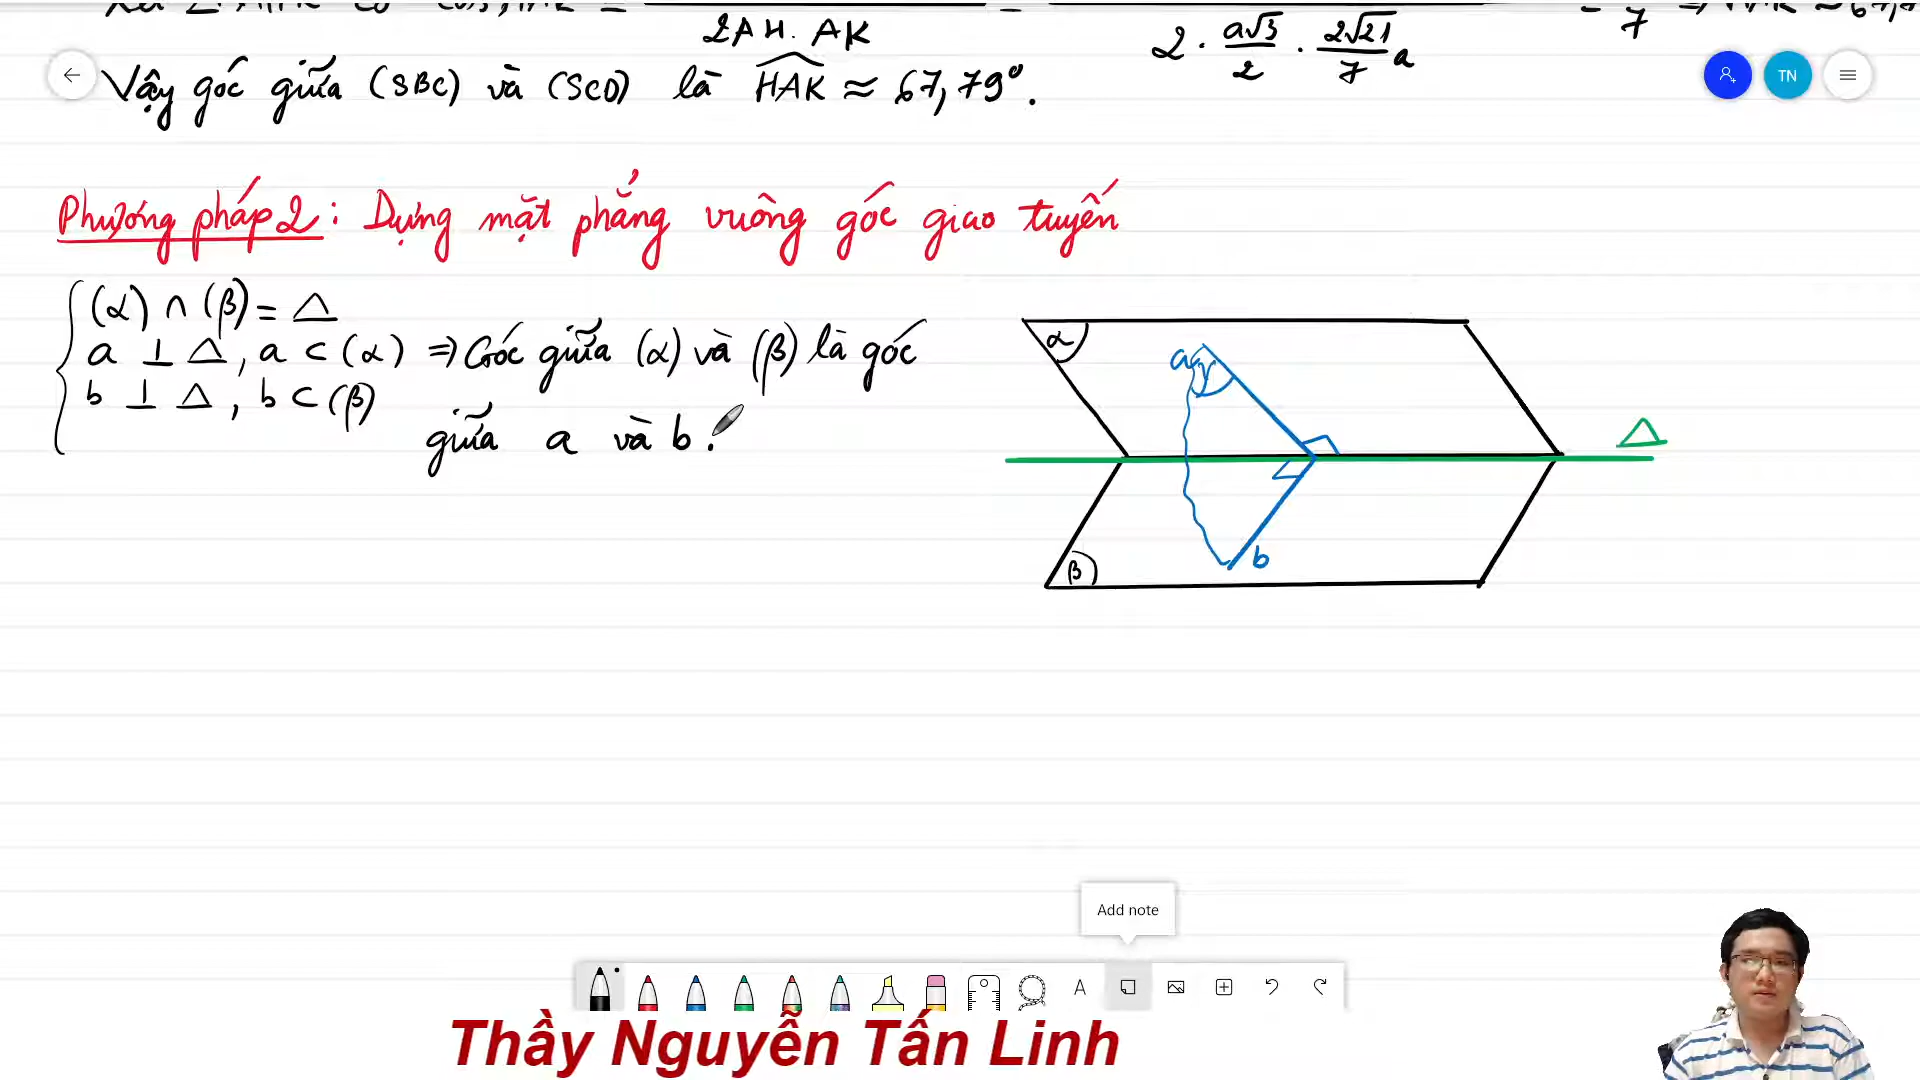 2AH. AK
2 · a√3/2 · 2√21/7 a
7
Vậy góc giữa (SBC) và (SCD) là HAK ≈ 67,79°.
TN
Phương pháp 2: Dựng mặt phẳng vuông góc giao tuyến
(α) ∩ (β) = Δ
a ⊥ Δ, a ⊂ (α) ⇒ Góc giữa (α) và (β) là góc
b ⊥ Δ, b ⊂ (β)
giữa a và b.
α
a
γ
Δ
b
β
Add note
A
Thầy Nguyễn Tấn Linh